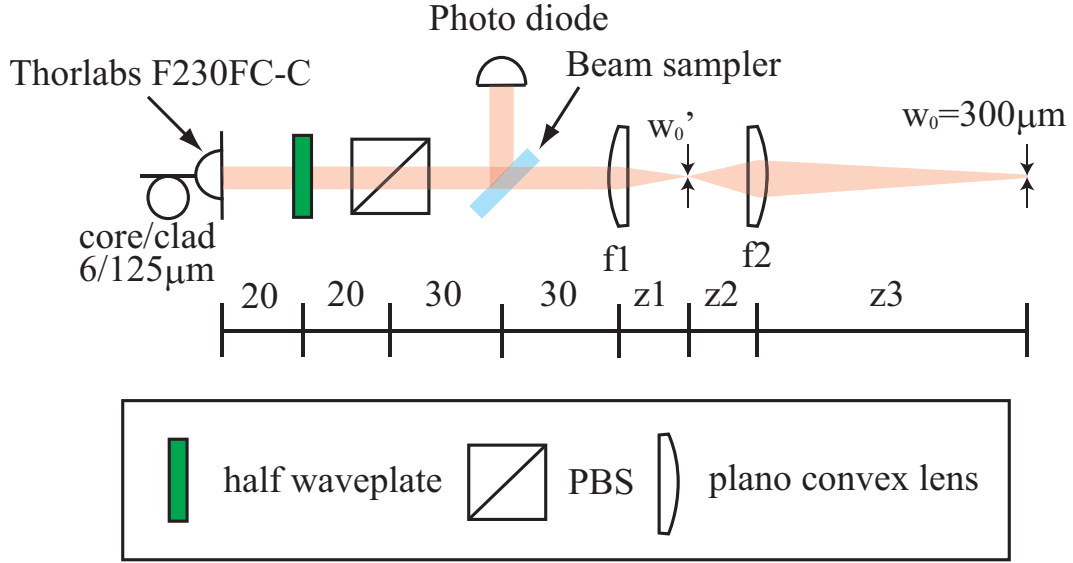 Photo diode
Thorlabs F230FC-C
Beam sampler
w₀'
w₀=300μm
core/clad
6/125μm
f1
f2
20
20
30
30
z1
z2
z3
half waveplate
PBS
plano convex lens